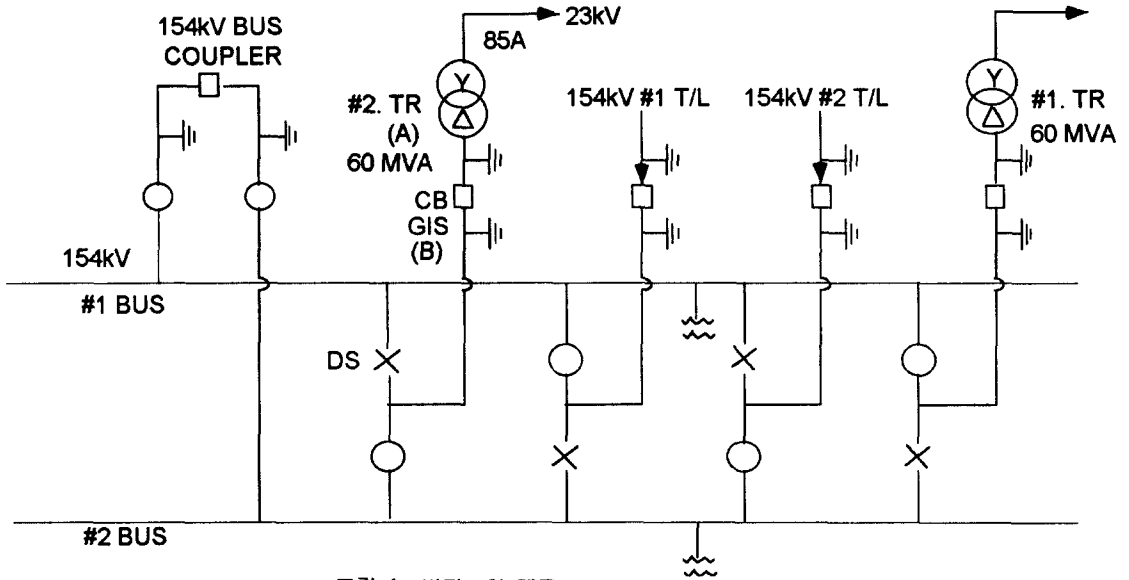 154kV BUS
COUPLER
23kV
85A
#2. TR
(A)
60 MVA
154kV #1 T/L
154kV #2 T/L
#1. TR
60 MVA
Y
Δ
Y
Δ
CB
GIS
(B)
154kV
#1 BUS
DS
#2 BUS